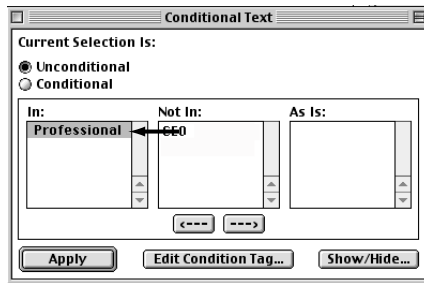 Conditional Text
Current Selection Is:
Unconditional
Conditional
In: Not In: As Is:
Professional CEO
<--- --->
Apply Edit Condition Tag... Show/Hide...